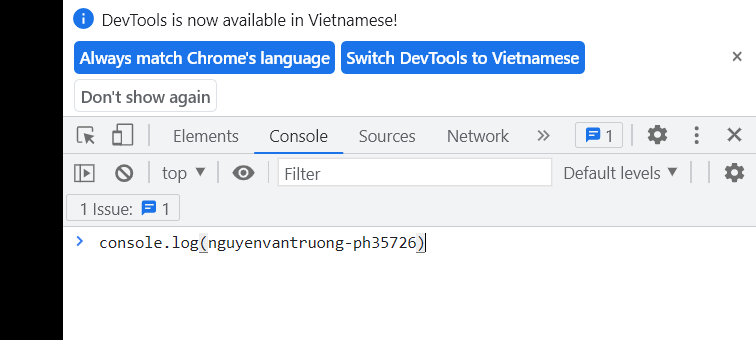 DevTools is now available in Vietnamese!
Always match Chrome's language Switch DevTools to Vietnamese
Don't show again
Elements Console Sources Network 1
top Filter Default levels
1 Issue: 1
console.log(nguyenvantruong-ph35726)